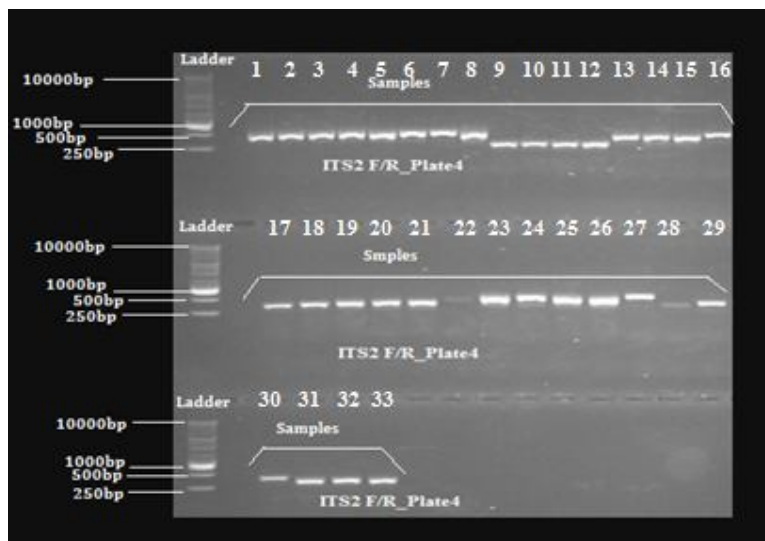 Ladder
1 2 3 4 5 6 7 8 9 10 11 12 13 14 15 16
Samples
10000bp
1000bp
500bp
250bp
ITS2 F/R_Plate4
Ladder
17 18 19 20 21 22 23 24 25 26 27 28 29
Smples
10000bp
1000bp
500bp
250bp
ITS2 F/R_Plate4
Ladder
30 31 32 33
Samples
10000bp
1000bp
500bp
250bp
ITS2 F/R_Plate4